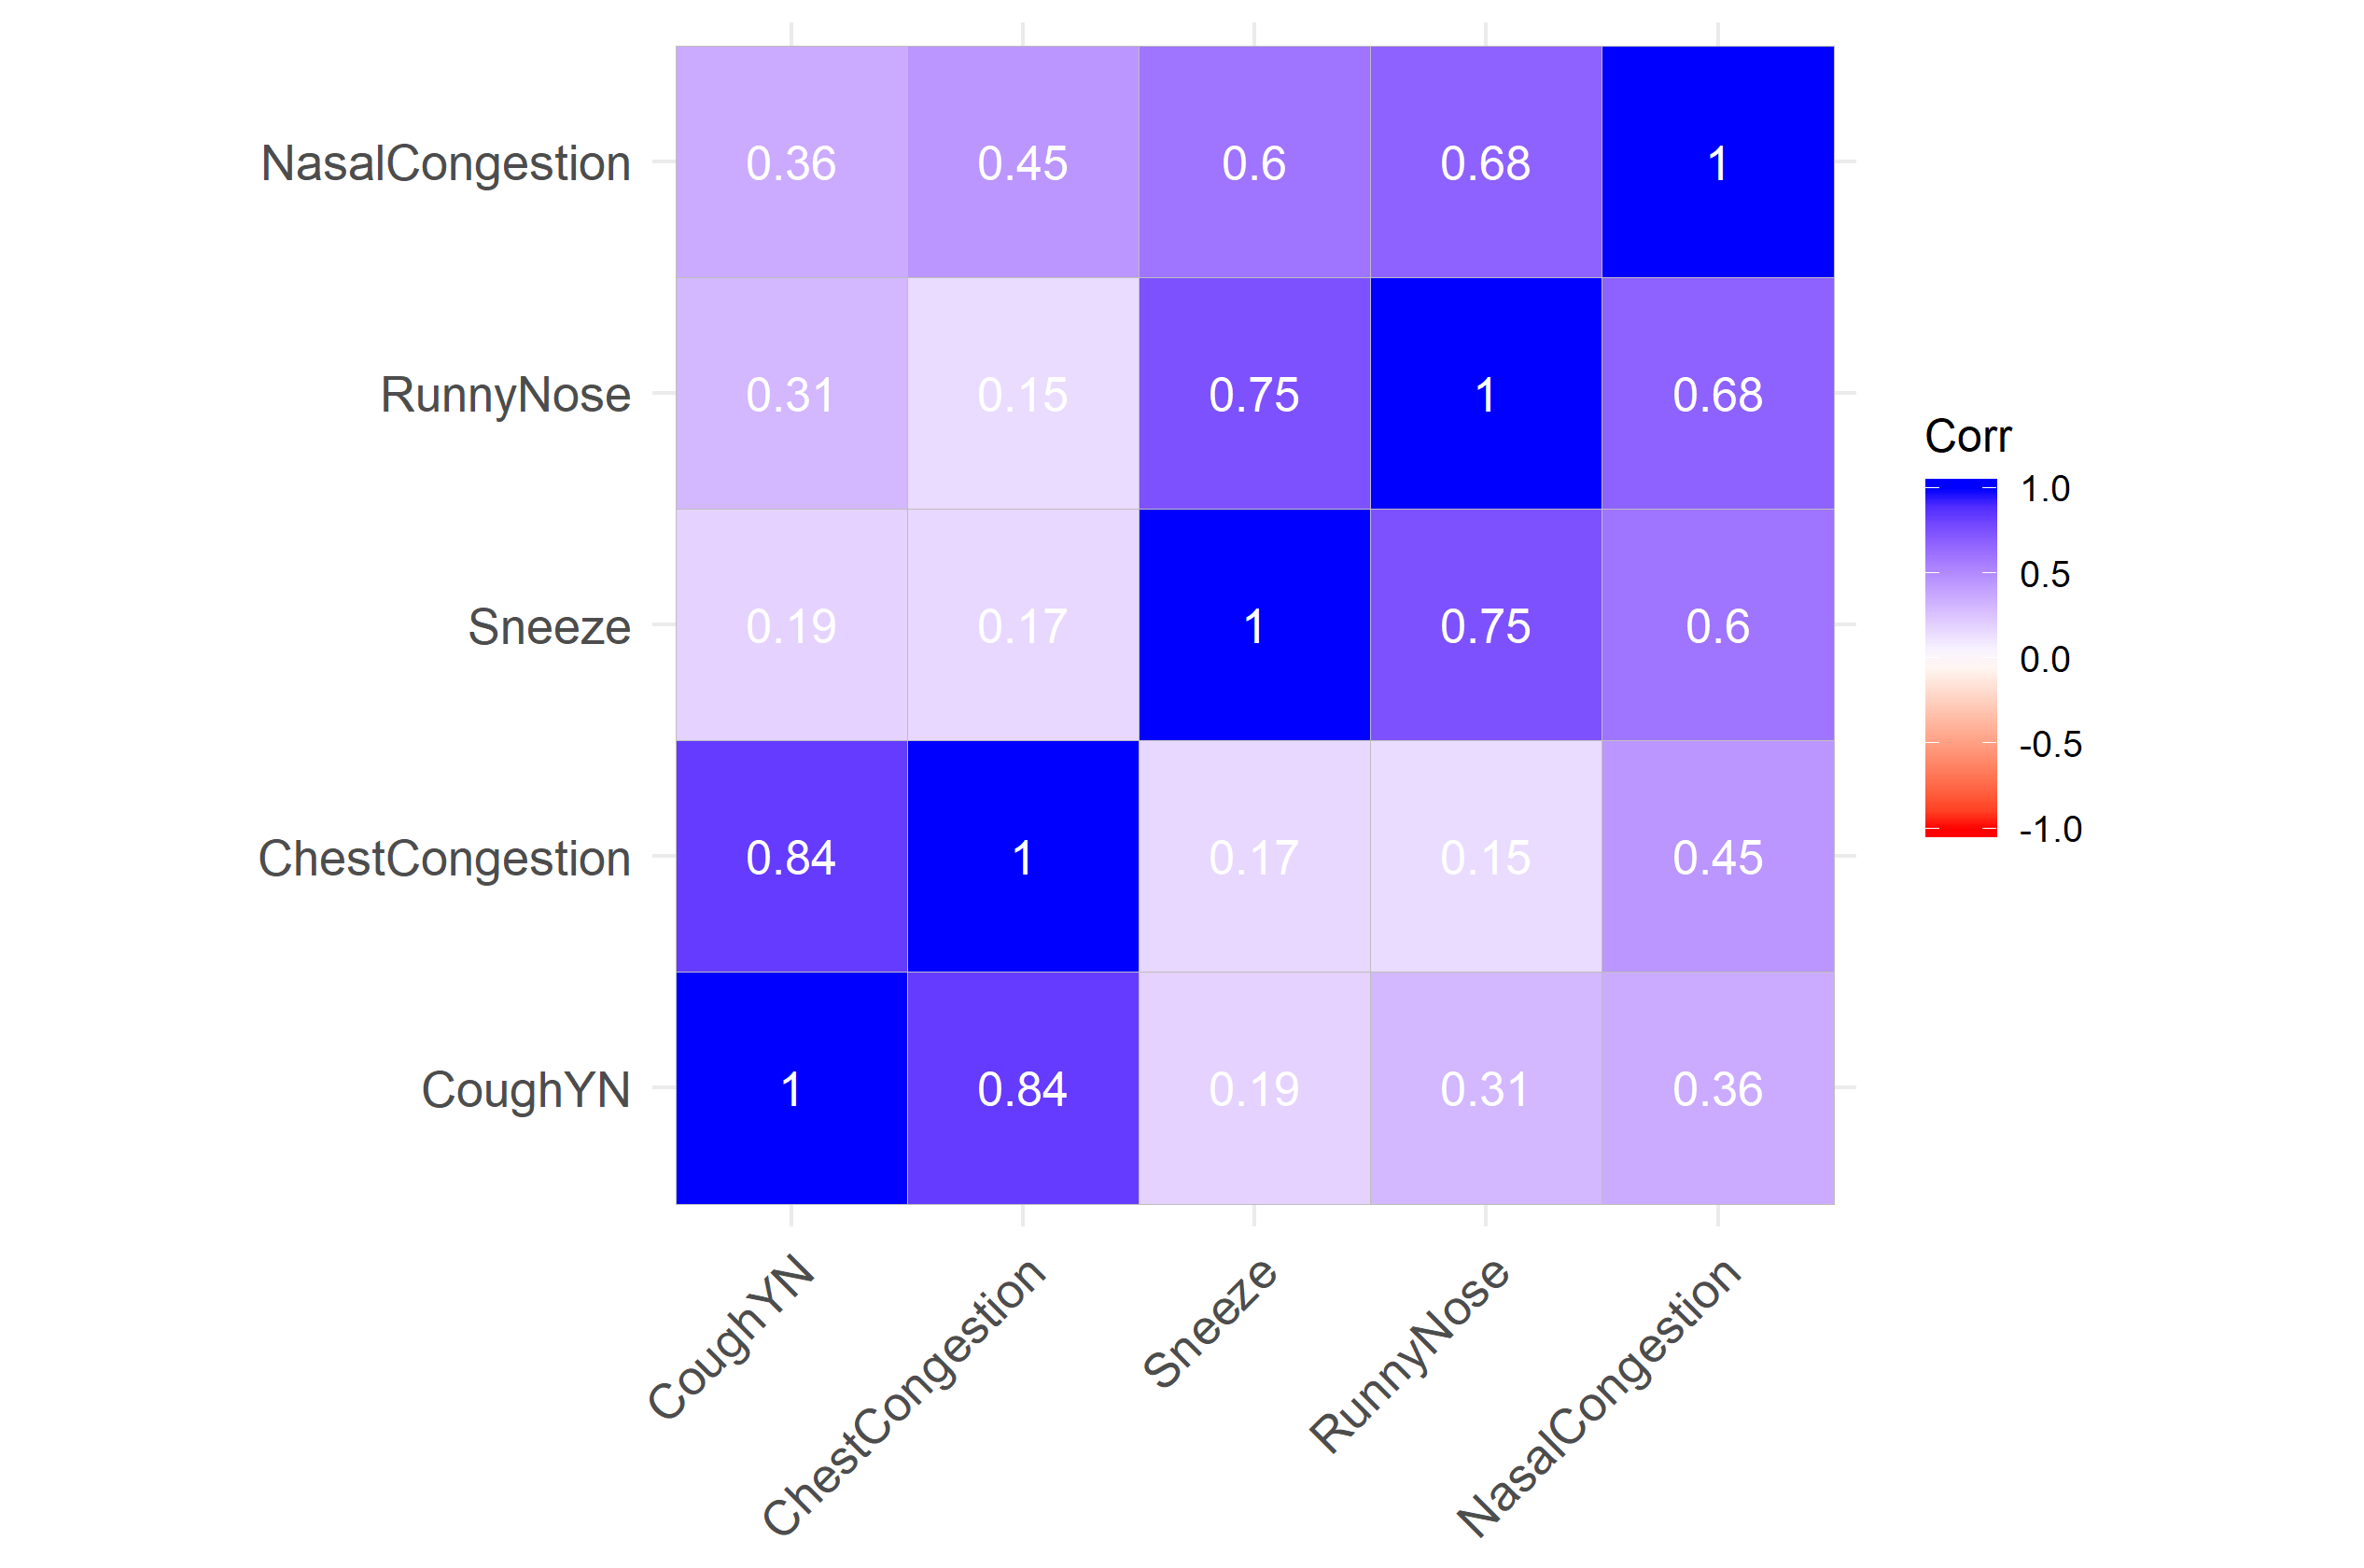 NasalCongestion 0.36 0.45 0.6 0.68 1
RunnyNose 0.31 0.15 0.75 1 0.68
Sneeze 0.19 0.17 1 0.75 0.6
ChestCongestion 0.84 1 0.17 0.15 0.45
CoughYN 1 0.84 0.19 0.31 0.36
CoughYN
ChestCongestion
Sneeze
RunnyNose
NasalCongestion
Corr
1.0
0.5
0.0
-0.5
-1.0